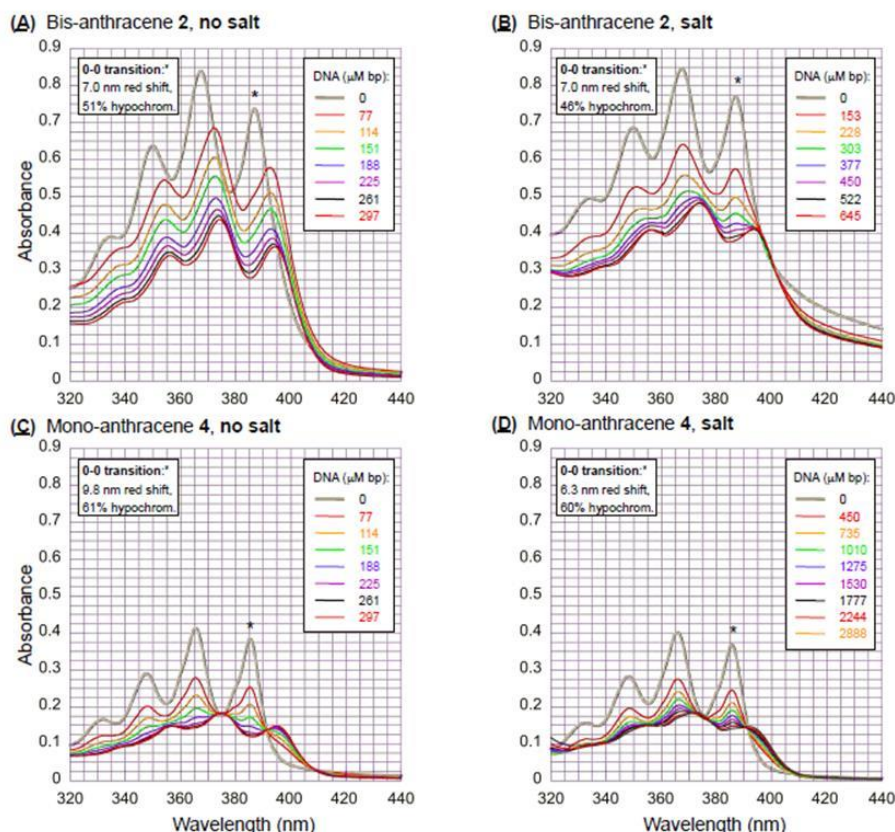 (A) Bis-anthracene 2, no salt
0.9
0.8
0.7
0.6
0.5
0.4
0.3
0.2
0.1
0
Absorbance
0-0 transition:*
7.0 nm red shift,
51% hypochrom.
*
DNA (µM bp):
0
77
114
151
188
225
261
297
320 340 360 380 400 420 440
(B) Bis-anthracene 2, salt
0.9
0.8
0.7
0.6
0.5
0.4
0.3
0.2
0.1
0
0-0 transition:*
7.0 nm red shift,
46% hypochrom.
*
DNA (µM bp):
0
153
228
303
377
450
522
645
320 340 360 380 400 420 440
(C) Mono-anthracene 4, no salt
0.9
0.8
0.7
0.6
0.5
0.4
0.3
0.2
0.1
0
Absorbance
0-0 transition:*
9.8 nm red shift,
61% hypochrom.
*
DNA (µM bp):
0
77
114
151
188
225
261
297
320 340 360 380 400 420 440
Wavelength (nm)
(D) Mono-anthracene 4, salt
0.9
0.8
0.7
0.6
0.5
0.4
0.3
0.2
0.1
0
0-0 transition:*
6.3 nm red shift,
60% hypochrom.
*
DNA (µM bp):
0
450
735
1010
1275
1530
1777
2244
2888
320 340 360 380 400 420 440
Wavelength (nm)